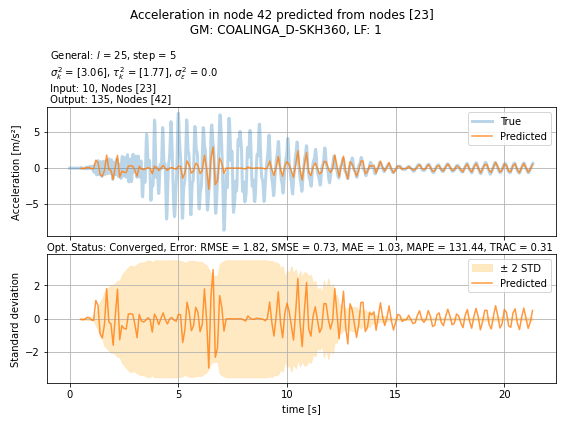 Acceleration in node 42 predicted from nodes [23]
GM: COALINGA_D-SKH360, LF: 1
General: l = 25, step = 5
σ²ₖ = [3.06], τ²ₖ = [1.77], σ²ε = 0.0
Input: 10, Nodes [23]
Output: 135, Nodes [42]
True
Predicted
Acceleration [m/s²]
5
0
−5
Opt. Status: Converged, Error: RMSE = 1.82, SMSE = 0.73, MAE = 1.03, MAPE = 131.44, TRAC = 0.31
± 2 STD
Predicted
Standard deviation
2
0
−2
0 5 10 15 20
time [s]